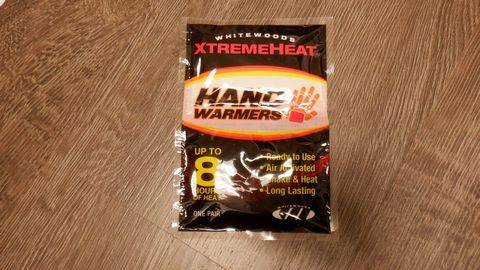 WHITEWOODS
XTREMEHEAT
HAND
WARMERS
UP TO
8
HOURS
OF HEAT
ONE PAIR
• Ready to Use
• Air Activated
• Shake & Heat
• Long Lasting